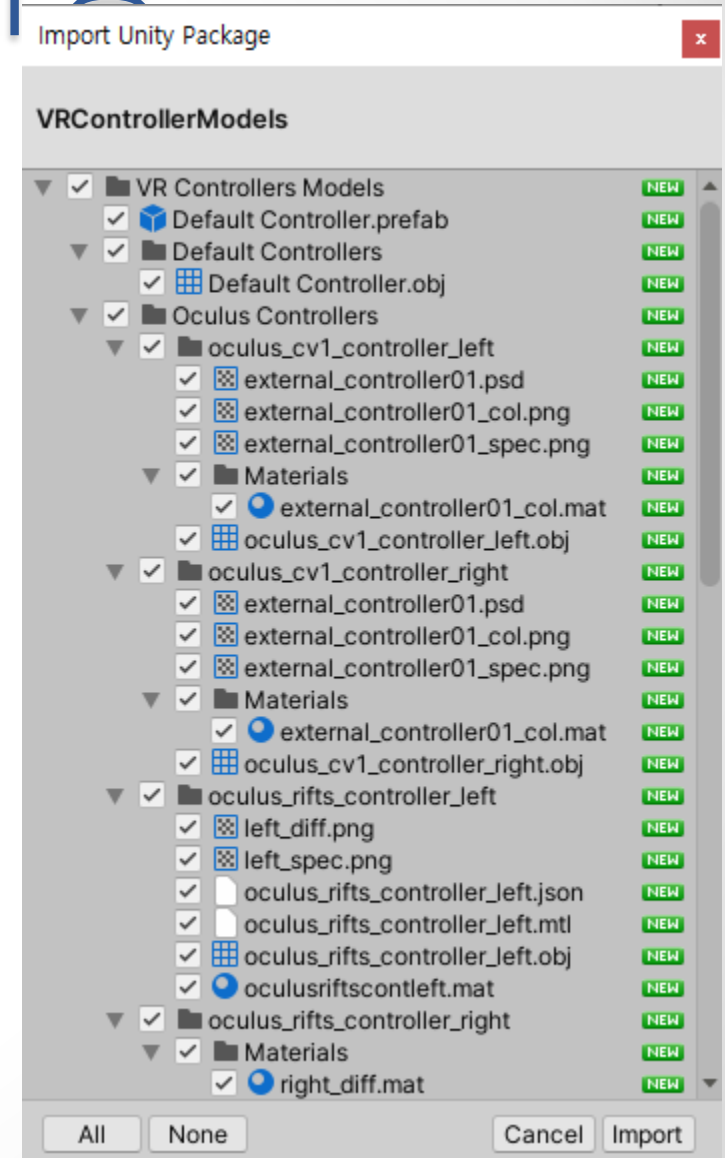 Import Unity Package
x
VRControllerModels
VR Controllers Models NEW
Default Controller.prefab NEW
Default Controllers NEW
Default Controller.obj NEW
Oculus Controllers NEW
oculus_cv1_controller_left NEW
external_controller01.psd NEW
external_controller01_col.png NEW
external_controller01_spec.png NEW
Materials NEW
external_controller01_col.mat NEW
oculus_cv1_controller_left.obj NEW
oculus_cv1_controller_right NEW
external_controller01.psd NEW
external_controller01_col.png NEW
external_controller01_spec.png NEW
Materials NEW
external_controller01_col.mat NEW
oculus_cv1_controller_right.obj NEW
oculus_rifts_controller_left NEW
left_diff.png NEW
left_spec.png NEW
oculus_rifts_controller_left.json NEW
oculus_rifts_controller_left.mtl NEW
oculus_rifts_controller_left.obj NEW
oculusriftscontleft.mat NEW
oculus_rifts_controller_right NEW
Materials NEW
right_diff.mat NEW
All None Cancel Import